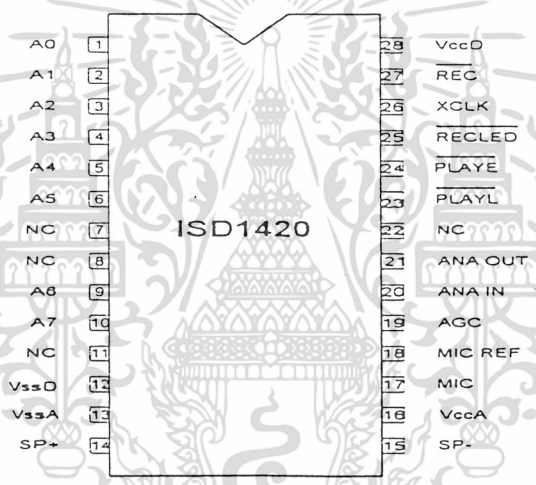 A0 1 28 VccD
A1 2 27 REC
A2 3 26 XCLK
A3 4 25 RECLED
A4 5 24 PLAYE
A5 6 23 PLAYL
ISD1420
NC 7 22 NC
NC 8 21 ANA OUT
A6 9 20 ANA IN
A7 10 19 AGC
NC 11 18 MIC REF
VssD 12 17 MIC
VssA 13 16 VccA
SP+ 14 15 SP-